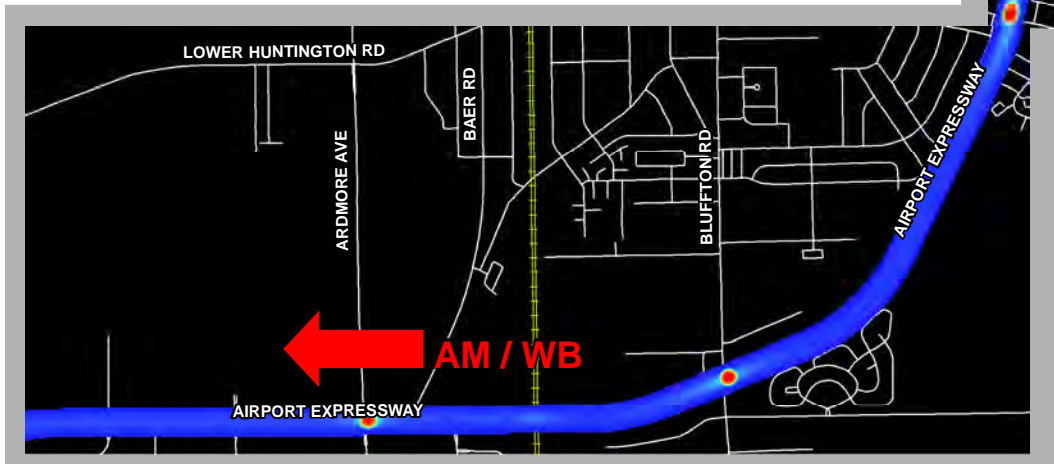 LOWER HUNTINGTON RD
BAER RD
ARDMORE AVE
BLUFFTON RD
AIRPORT EXPRESSWAY
AM / WB
AIRPORT EXPRESSWAY